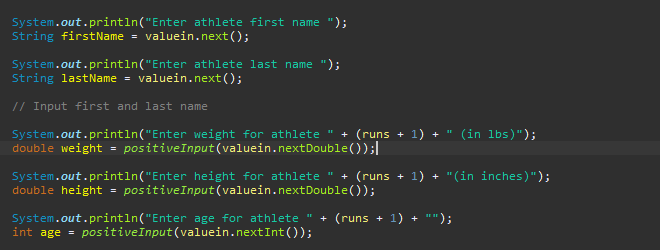 System.out.println("Enter athlete first name ");
String firstName = valuein.next();
System.out.println("Enter athlete last name ");
String lastName = valuein.next();
// Input first and last name
System.out.println("Enter weight for athlete " + (runs + 1) + " (in lbs)");
double weight = positiveInput(valuein.nextDouble());
System.out.println("Enter height for athlete " + (runs + 1) + "(in inches)");
double height = positiveInput(valuein.nextDouble());
System.out.println("Enter age for athlete " + (runs + 1) + "");
int age = positiveInput(valuein.nextInt());